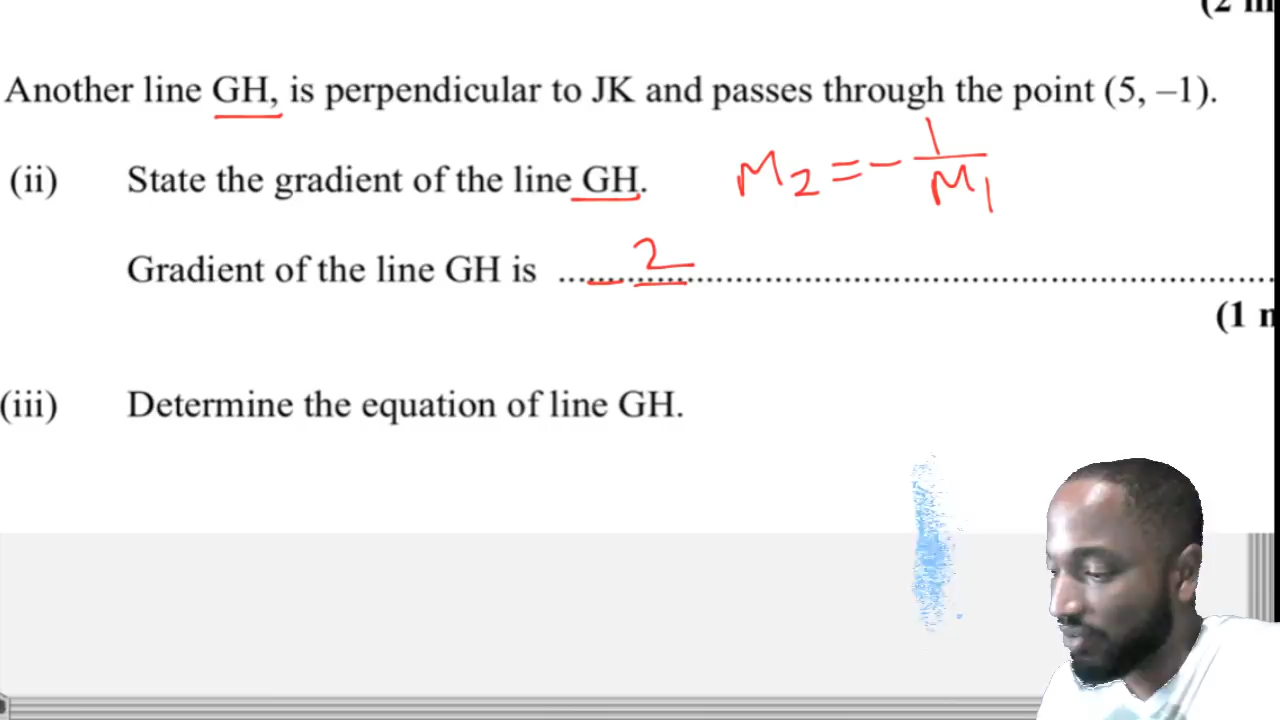 (2 m
Another line GH, is perpendicular to JK and passes through the point (5, –1).
(ii) State the gradient of the line GH. M2 = - 1/M1
Gradient of the line GH is ...– 2............................................
(1 m
(iii) Determine the equation of line GH.